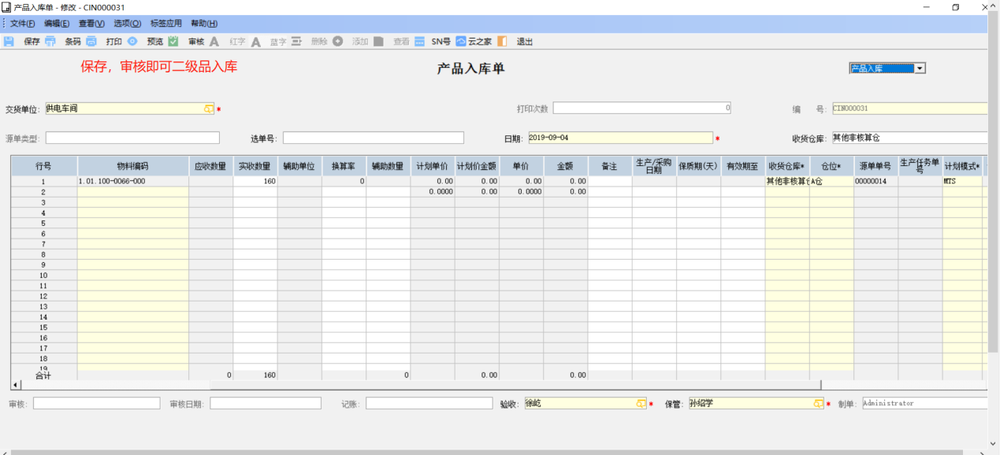 产品入库单 - 修改 - CIN000031
文件(F) 编辑(E) 查看(V) 选项(O) 标签应用 帮助(H)
保存 条码 打印 预览 审核 红字 蓝字 删除 添加 查看 SN号 云之家 退出
保存，审核即可二级品入库
产品入库单
产品入库
交货单位: 供电车间 * 打印次数 0 编 号: CIN000031
源单类型: 选单号: 日期: 2019-09-04 * 收货仓库: 其他非核算仓
行号 物料编码 应收数量 实收数量 辅助单位 换算率 辅助数量 计划单价 计划价金额 单价 金额 备注 生产/采购日期 保质期(天) 有效期至 收货仓库* 仓位* 源单单号 生产任务单号 计划模式*
1 1.01.100-0066-000 160 0 0.00 0.00 0.00 0.00 其他非核算仓 A仓 00000014 MTS
2 0.0000 0.00 0.0000 0.00
3
4
5
6
7
8
9
10
11
12
13
14
15
16
17
18
19
合计 0 160 0 0.00 0.00
审核: 审核日期: 记账: 验收: 徐屹 * 保管: 孙绍学 * 制单: Administrator